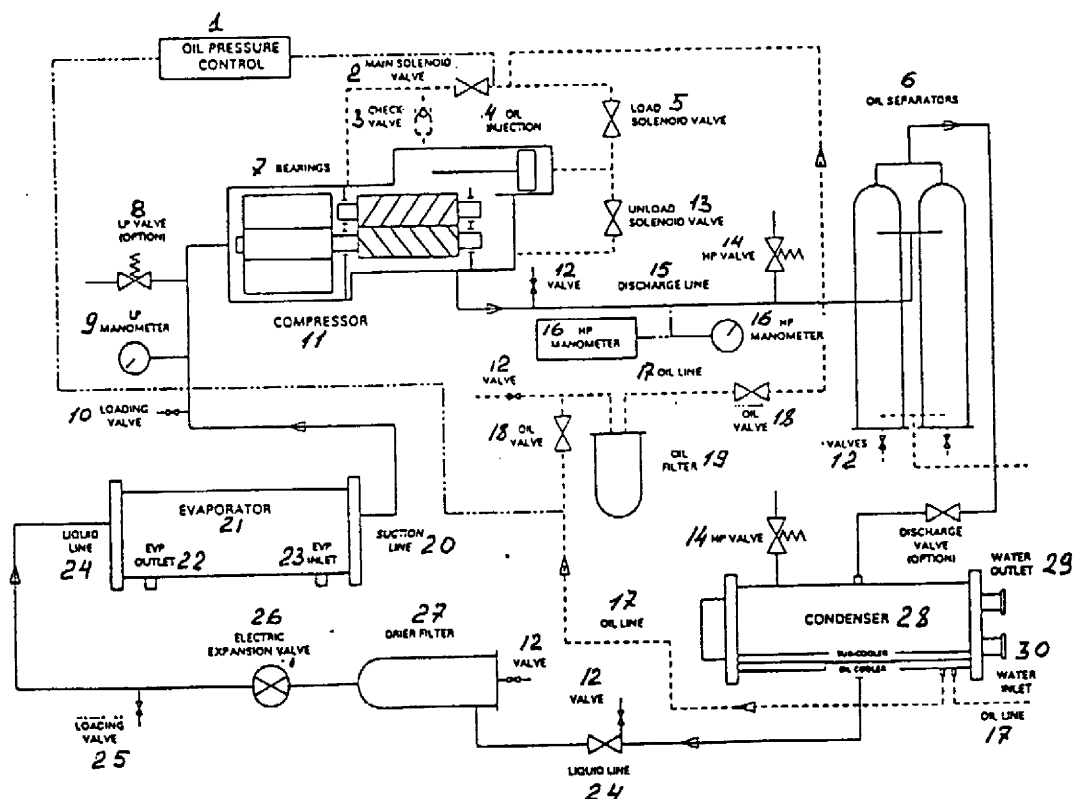 1
OIL PRESSURE
CONTROL
2
MAIN SOLENOID
VALVE
3
CHECK-
VALVE
4
OIL
INJECTION
5
LOAD
SOLENOID VALVE
6
OIL SEPARATORS
7 BEARINGS
8
LP VALVE
(OPTION)
UNLOAD 13
SOLENOID VALVE
14
HP VALVE
12
VALVE
15
DISCHARGE LINE
9 LP
MANOMETER
COMPRESSOR
11
16 HP
MANOMETER
16 HP
MANOMETER
17 OIL LINE
12
VALVE
10 LOADING
VALVE
18 OIL
VALVE
OIL
VALVE 18
OIL
FILTER 19
VALVES
12
EVAPORATOR
21
LIQUID
LINE
24
EVP
OUTLET 22
23 EVP
INLET
SUCTION
LINE 20
14 HP VALVE
DISCHARGE
VALVE
(OPTION)
WATER
OUTLET 29
CONDENSER 28
SUB-COOLER
OIL COOLER
30
WATER
INLET
17
OIL LINE
OIL LINE
17
26
ELECTRIC
EXPANSION VALVE
27
DRIER FILTER
12
VALVE
12
VALVE
LOADING
VALVE
25
LIQUID LINE
24